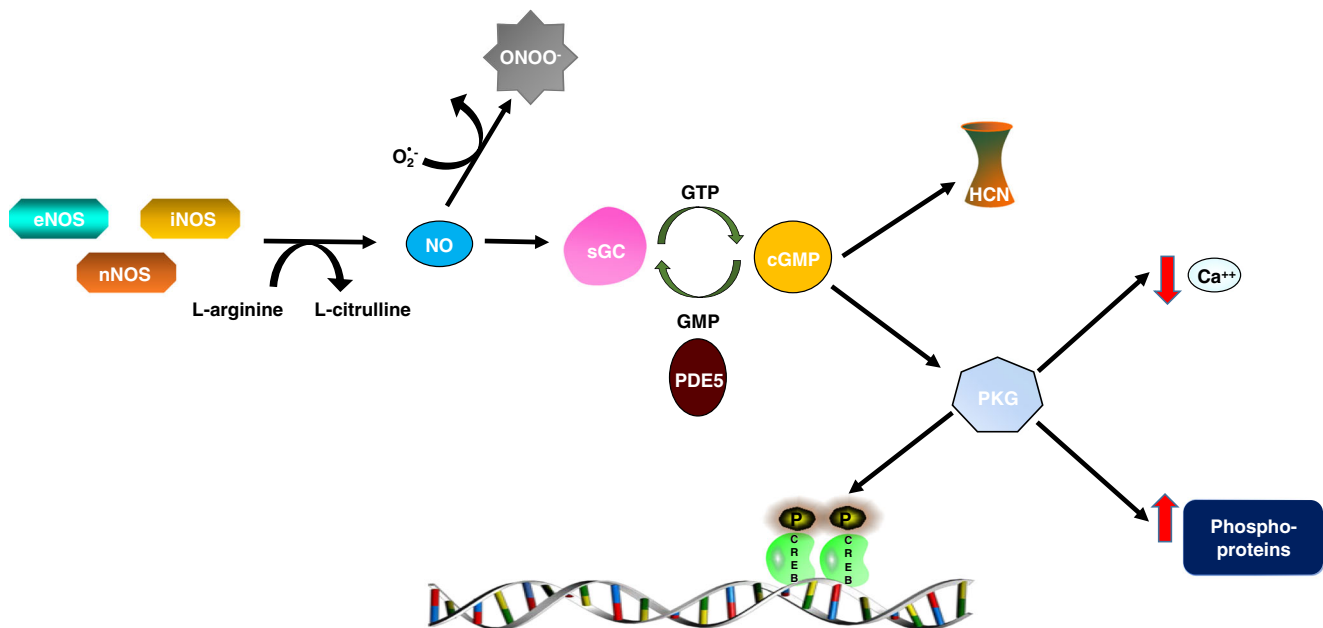 ONOO⁻
O₂•⁻
GTP
HCN
eNOS
iNOS
NO
sGC
cGMP
nNOS
Ca⁺⁺
L-arginine
L-citrulline
GMP
PDE5
PKG
P
P
Phospho-
proteins
CREB
CREB